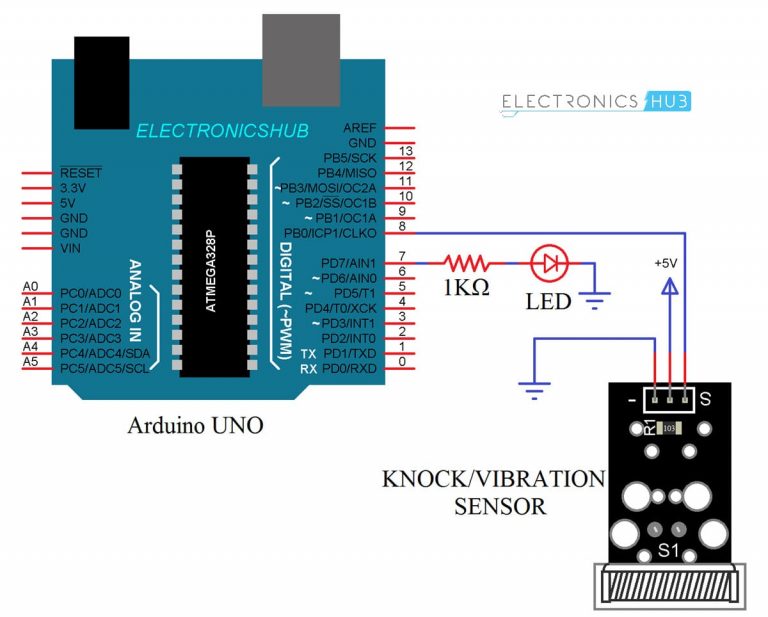 ELECTRONICS HUB
ELECTRONICSHUB
AREF
GND
PB5/SCK 13
PB4/MISO 12
~PB3/MOSI/OC2A 11
~ PB2/SS/OC1B 10
~ PB1/OC1A 9
PB0/ICP1/CLKO 8
RESET
3.3V
5V
GND
GND
VIN
ATMEGA328P
DIGITAL (~PWM)
ANALOG IN
PD7/AIN1 7
~ PD6/AIN0 6
~ PD5/T1 5
PD4/T0/XCK 4
~ PD3/INT1 3
PD2/INT0 2
TX PD1/TXD 1
RX PD0/RXD 0
A0 PC0/ADC0
A1 PC1/ADC1
A2 PC2/ADC2
A3 PC3/ADC3
A4 PC4/ADC4/SDA
A5 PC5/ADC5/SCL
1KΩ
LED
+5V
Arduino UNO
- S
R1
103
KNOCK/VIBRATION
SENSOR
S1